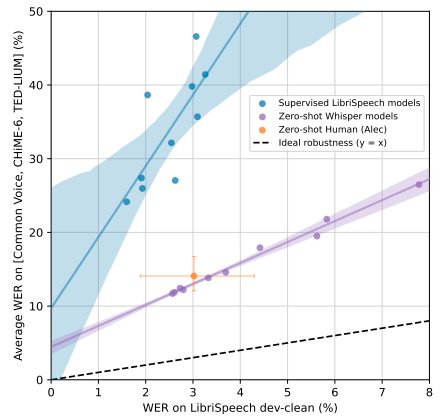 50
40
30
20
10
0
Average WER on [Common Voice, CHiME-6, TED-LIUM] (%)
Supervised LibriSpeech models
Zero-shot Whisper models
Zero-shot Human (Alec)
Ideal robustness (y = x)
0 1 2 3 4 5 6 7 8
WER on LibriSpeech dev-clean (%)